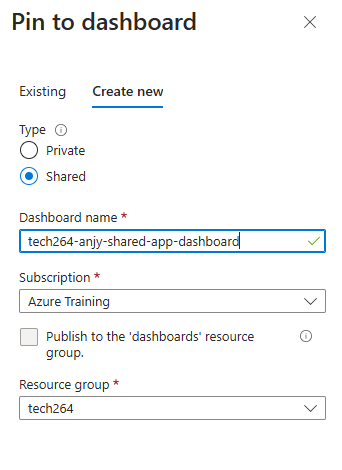 Pin to dashboard
Existing
Create new
Type
Private
Shared
Dashboard name *
tech264-anjy-shared-app-dashboard
Subscription *
Azure Training
Publish to the 'dashboards' resource
group.
Resource group *
tech264